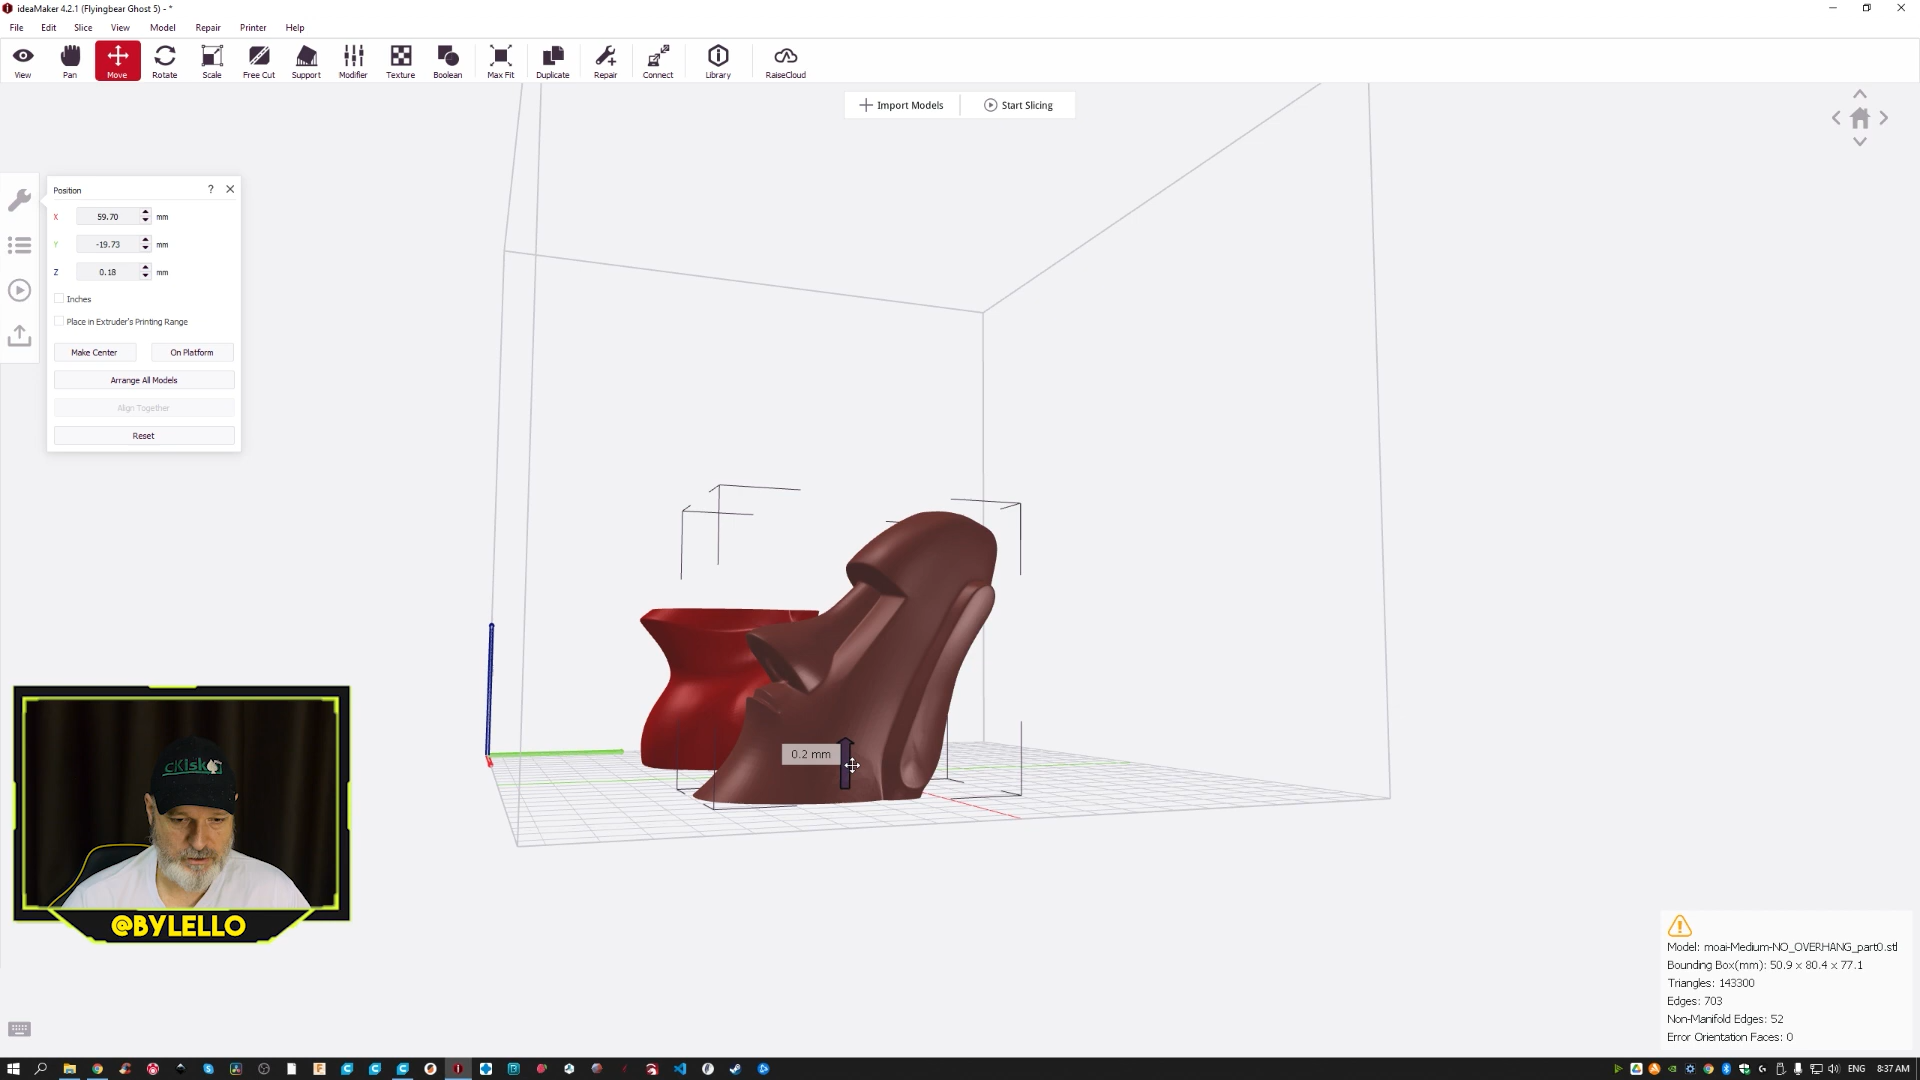 ideaMaker 4.2.1 (Flyingbear Ghost 5) - *
File Edit Slice View Model Repair Printer Help
View Pan Move Rotate Scale Free Cut Support Modifier Texture Boolean Max Fit Duplicate Repair Connect Library RaiseCloud
Import Models Start Slicing
Position ?
X 59.70 mm
Y -19.73 mm
Z 0.18 mm
Inches
Place in Extruder's Printing Range
Make Center On Platform
Arrange All Models
Align Together
Reset
0.2 mm
@BYLELLO
Model: moai-Medium-NO_OVERHANG_part0.stl
Bounding Box(mm): 50.9 x 80.4 x 77.1
Triangles: 143300
Edges: 703
Non-Manifold Edges: 52
Error Orientation Faces: 0
ENG 8:37 AM